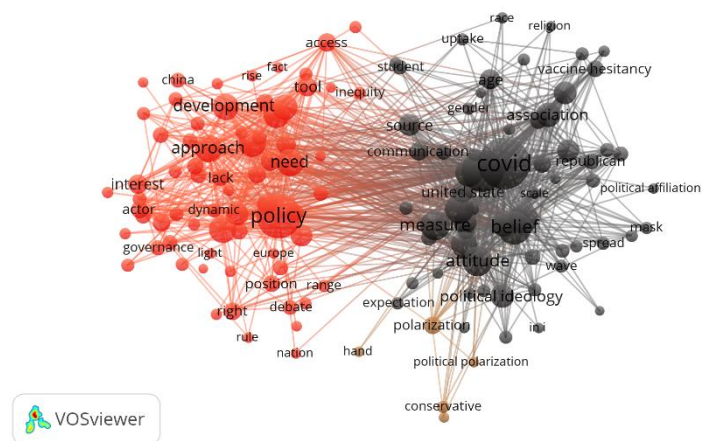 race
religion
access
uptake
fact
rise
china
student
age
vaccine hesitancy
tool
inequity
development
gender
association
source
approach
need
communication
covid
republican
interest
lack
united state
scale
political affiliation
actor
dynamic
policy
measure
belief
mask
governance
light
europe
attitude
spread
wave
position
range
political ideology
right
debate
expectation
polarization
in i
rule
nation
hand
political polarization
conservative
VOSviewer